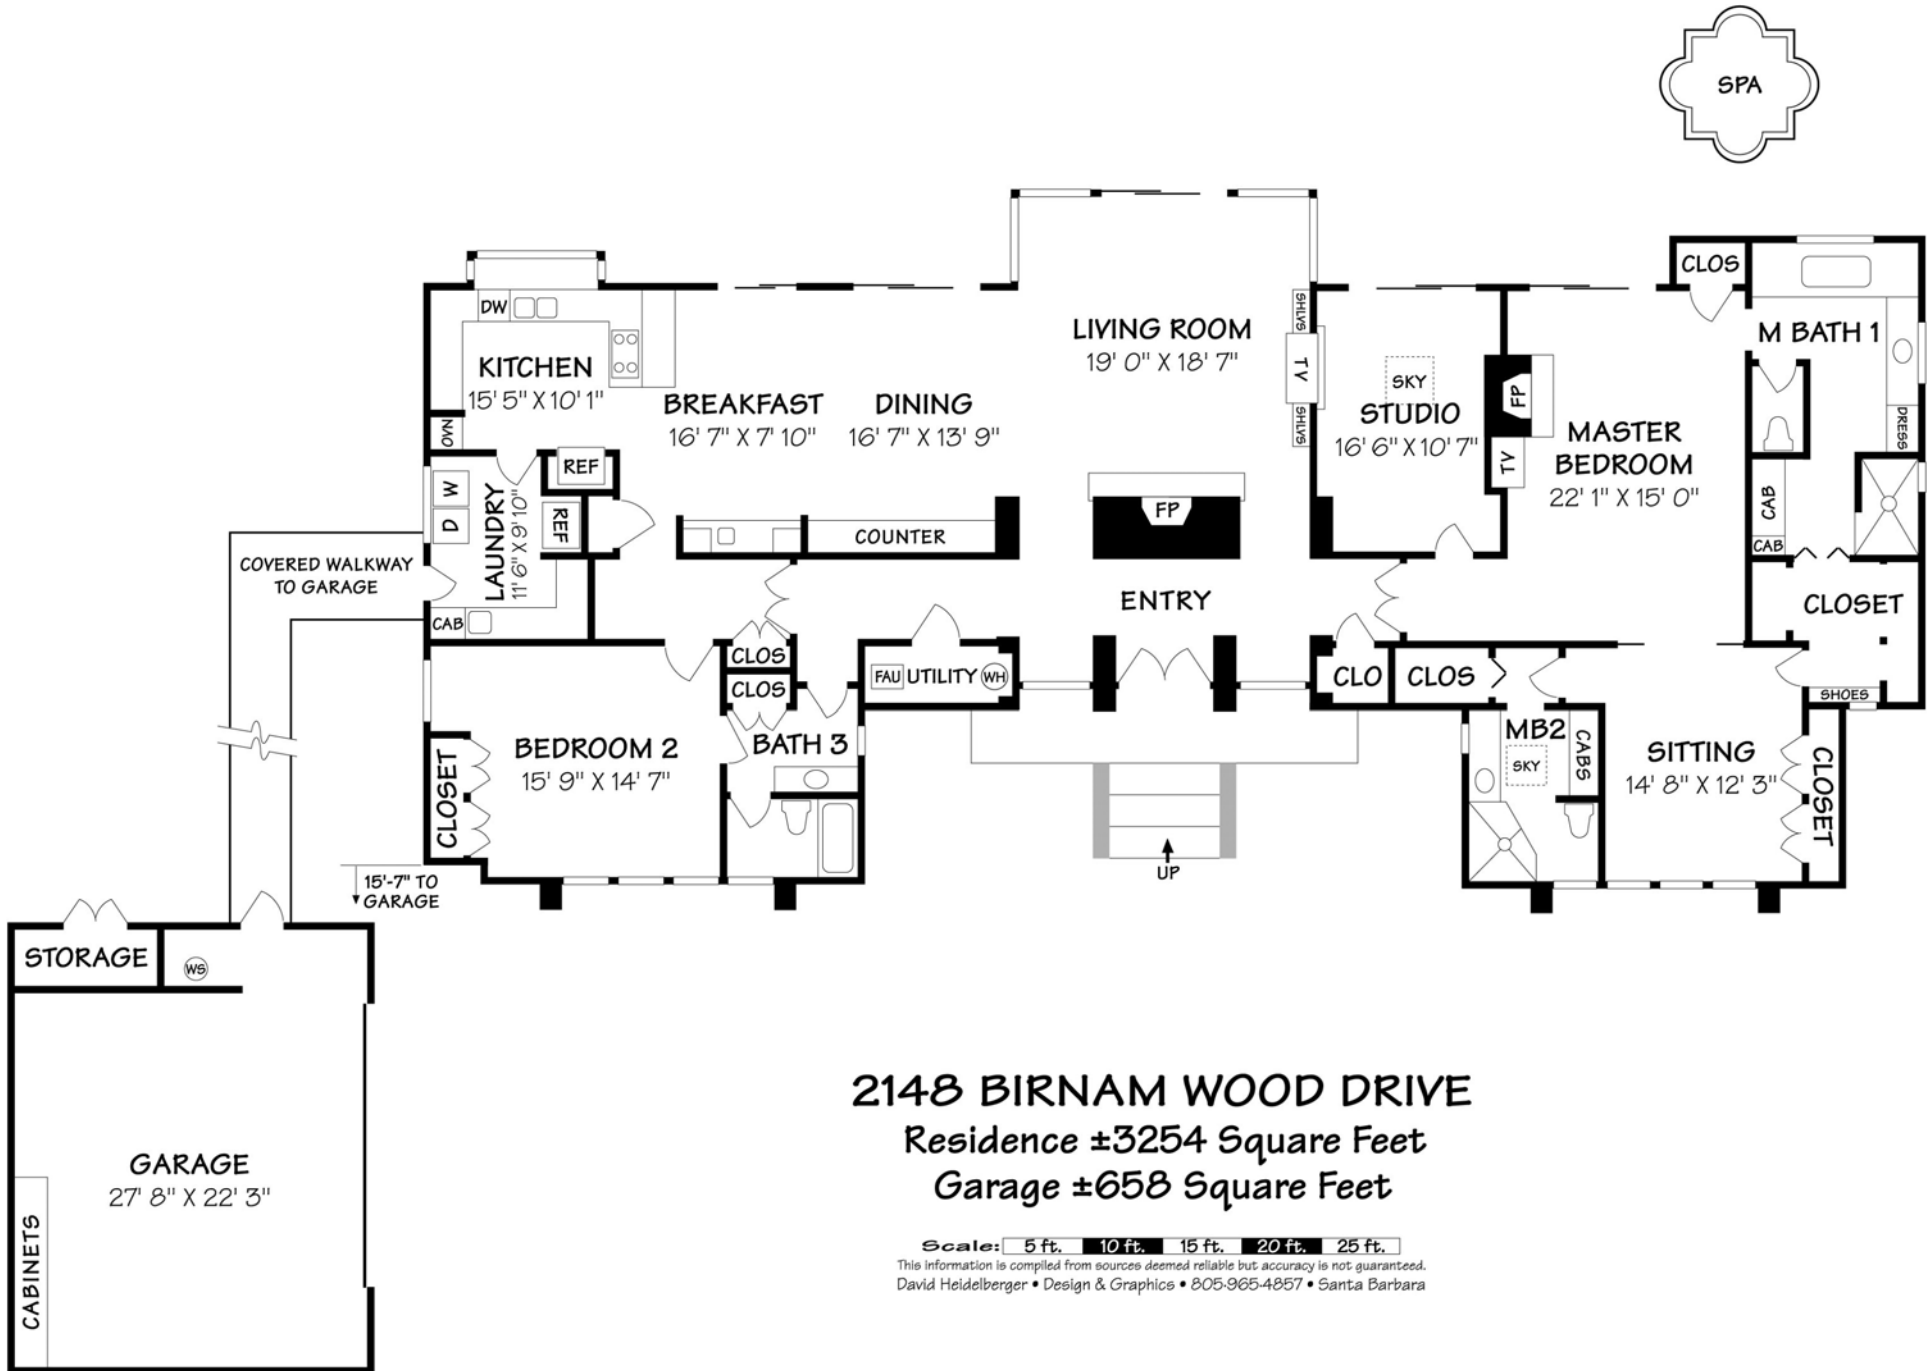 SPA
CLOS
DW
KITCHEN
15' 5" X 10' 1"
OVN
BREAKFAST
16' 7" X 7' 10"
DINING
16' 7" X 13' 9"
LIVING ROOM
19' 0" X 18' 7"
SHLVS
TV
SHLVS
SKY
STUDIO
16' 6" X 10' 7"
FP
TV
MASTER
BEDROOM
22' 1" X 15' 0"
M BATH 1
DRESS
CAB
CAB
REF
W
D
LAUNDRY
11' 6" X 9' 10"
REF
CAB
COUNTER
FP
ENTRY
COVERED WALKWAY
TO GARAGE
CLOSET
CLOS
CLOS
FAU
UTILITY
WH
CLO
CLOS
SHOES
BEDROOM 2
15' 9" X 14' 7"
CLOSET
BATH 3
MB2
SKY
CABS
SITTING
14' 8" X 12' 3"
CLOSET
UP
15'-7" TO
GARAGE
STORAGE
WS
GARAGE
27' 8" X 22' 3"
CABINETS
2148 BIRNAM WOOD DRIVE
Residence ±3254 Square Feet
Garage ±658 Square Feet
Scale: 5 ft. 10 ft. 15 ft. 20 ft. 25 ft.
This information is compiled from sources deemed reliable but accuracy is not guaranteed.
David Heidelberger • Design & Graphics • 805-965-4857 • Santa Barbara